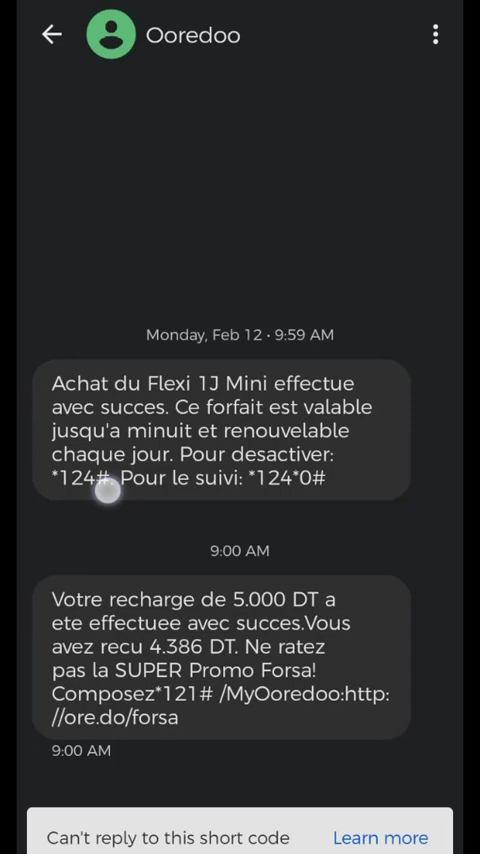 Ooredoo
Monday, Feb 12 • 9:59 AM
Achat du Flexi 1J Mini effectue
avec succes. Ce forfait est valable
jusqu'a minuit et renouvelable
chaque jour. Pour desactiver:
*124#. Pour le suivi: *124*0#
9:00 AM
Votre recharge de 5.000 DT a
ete effectuee avec succes.Vous
avez recu 4.386 DT. Ne ratez
pas la SUPER Promo Forsa!
Composez*121# /MyOoredoo:http:
//ore.do/forsa
9:00 AM
Can't reply to this short code
Learn more